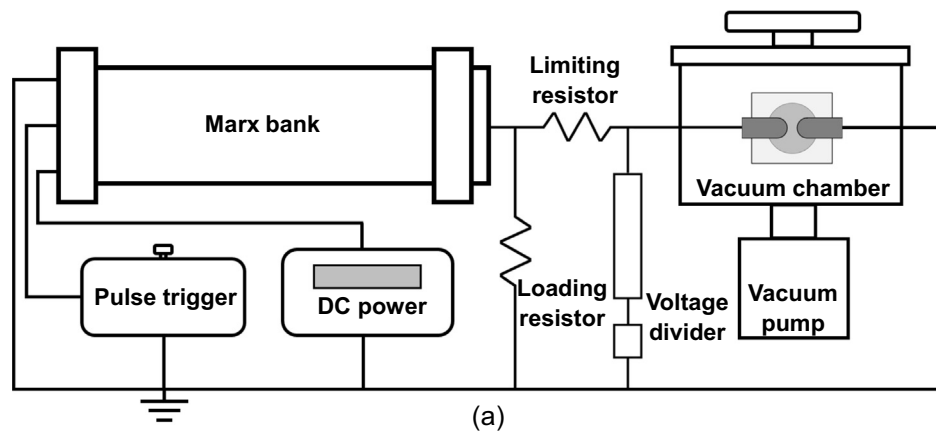 Limiting
resistor
Marx bank
Vacuum chamber
Pulse trigger
DC power
Loading
resistor
Voltage
divider
Vacuum
pump
(a)